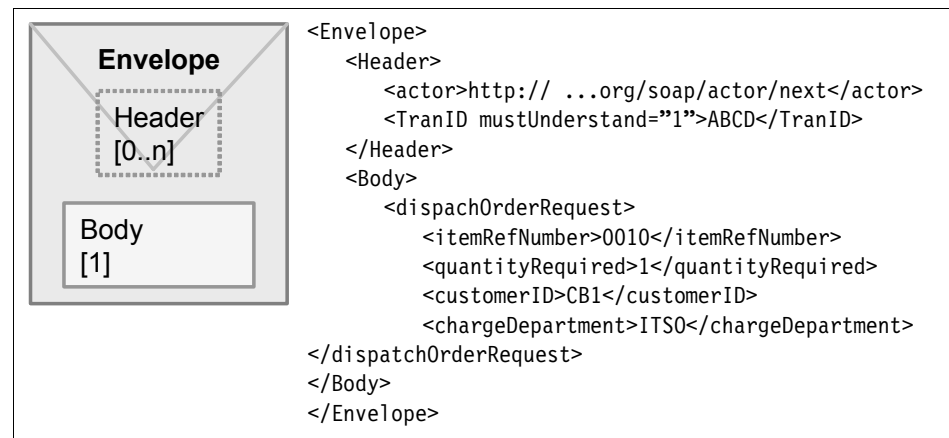 Envelope
Header
[0..n]
Body
[1]
<Envelope>
<Header>
<actor>http:// ...org/soap/actor/next</actor>
<TranID mustUnderstand=”1”>ABCD</TranID>
</Header>
<Body>
<dispachOrderRequest>
<itemRefNumber>0010</itemRefNumber>
<quantityRequired>1</quantityRequired>
<customerID>CB1</customerID>
<chargeDepartment>ITSO</chargeDepartment>
</dispatchOrderRequest>
</Body>
</Envelope>